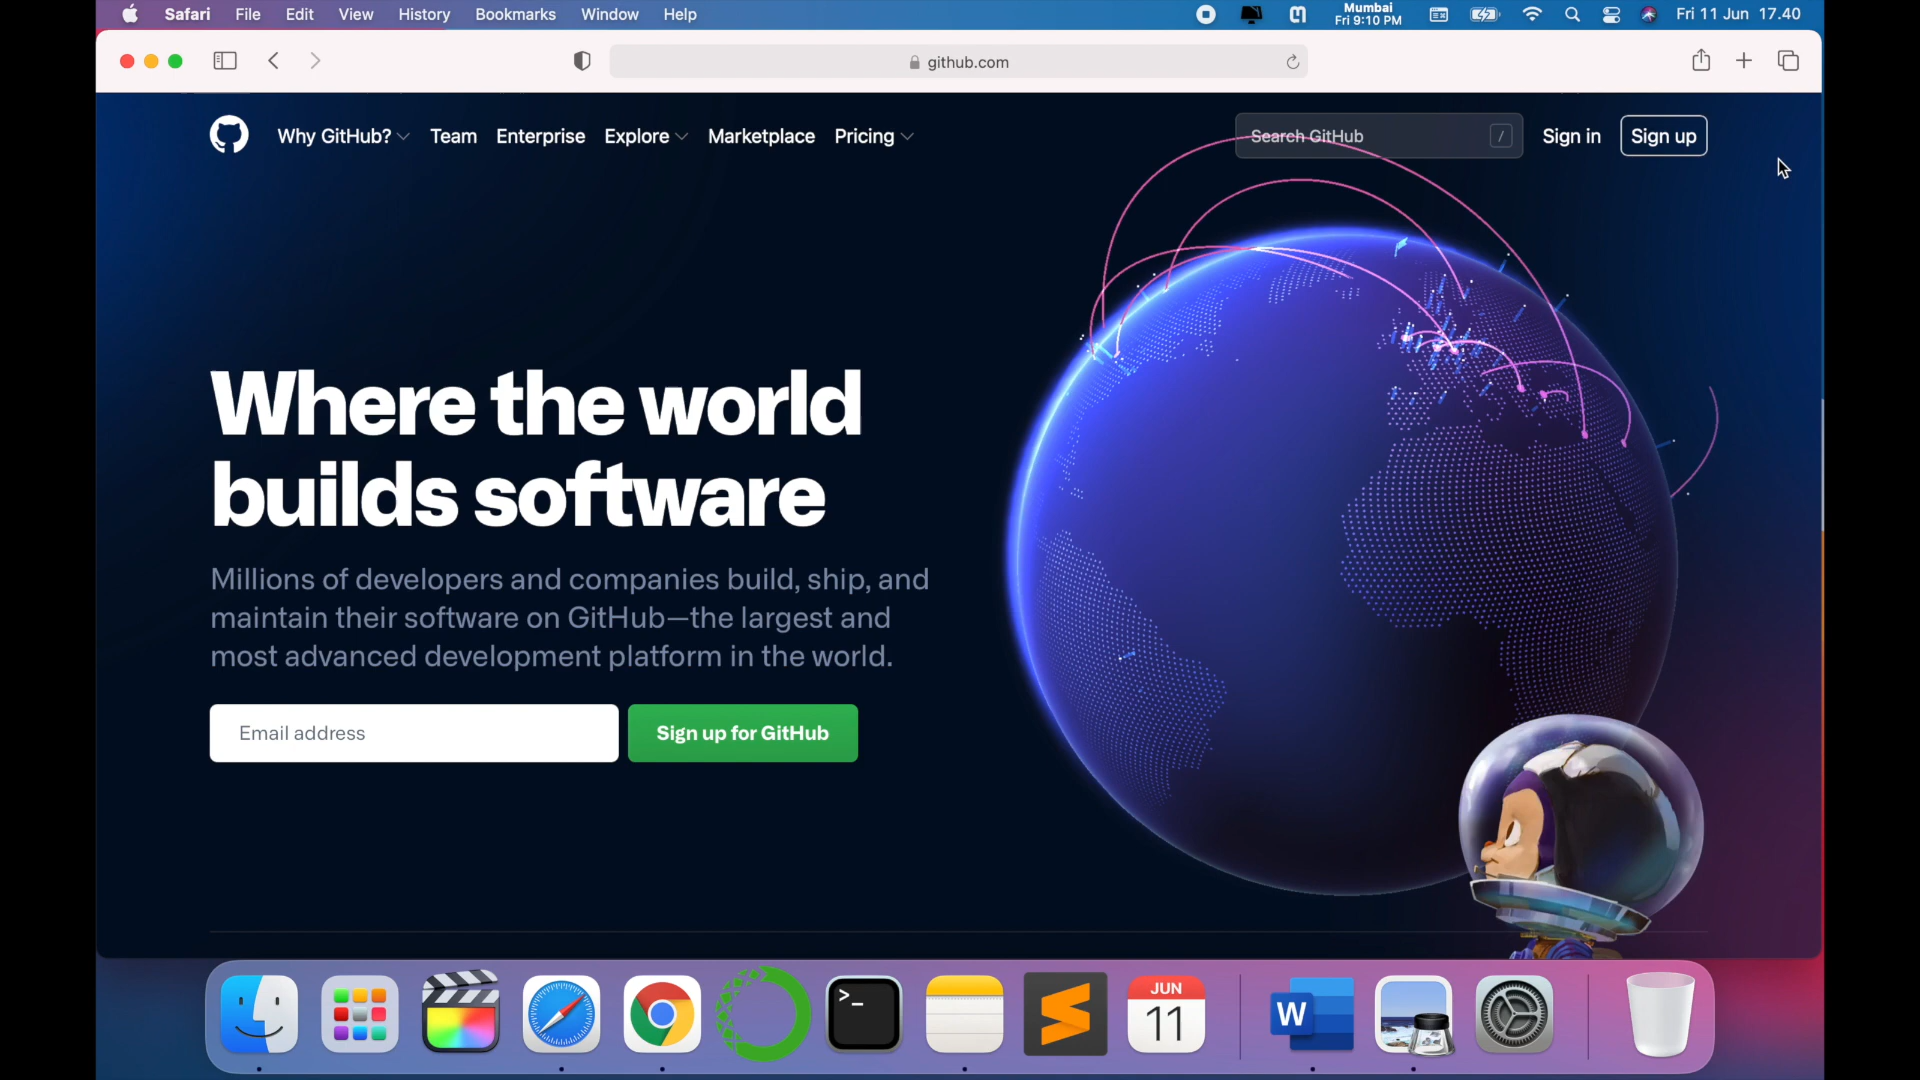 Safari File Edit View History Bookmarks Window Help
Mumbai
Fri 9:10 PM
Fri 11 Jun 17.40
github.com
Why GitHub? Team Enterprise Explore Marketplace Pricing
Search GitHub /
Sign in
Sign up
Where the world
builds software
Millions of developers and companies build, ship, and
maintain their software on GitHub—the largest and
most advanced development platform in the world.
Email address
Sign up for GitHub
>_
JUN
11
W